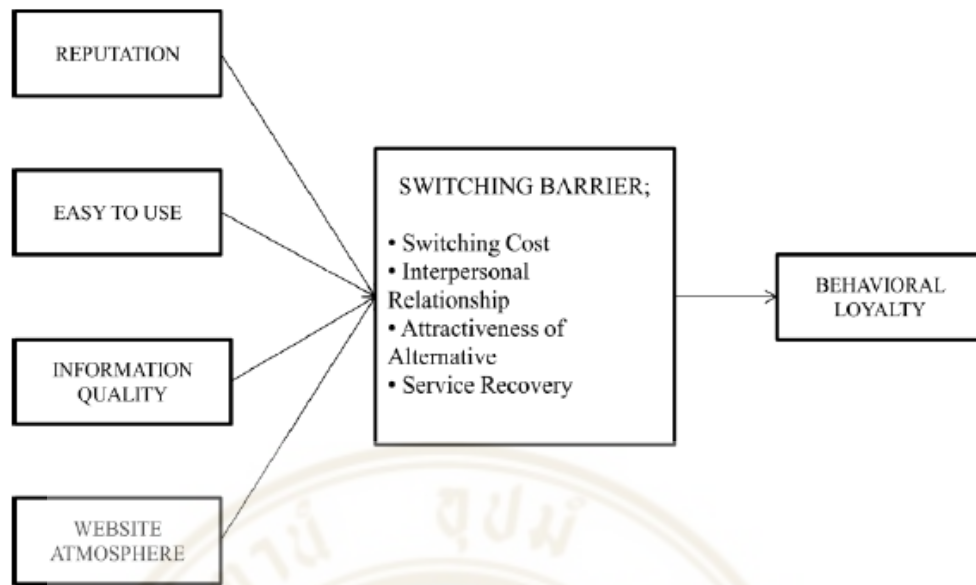 REPUTATION
EASY TO USE
INFORMATION
QUALITY
WEBSITE
ATMOSPHERE
SWITCHING BARRIER;
• Switching Cost
• Interpersonal
Relationship
• Attractiveness of
Alternative
• Service Recovery
BEHAVIORAL
LOYALTY